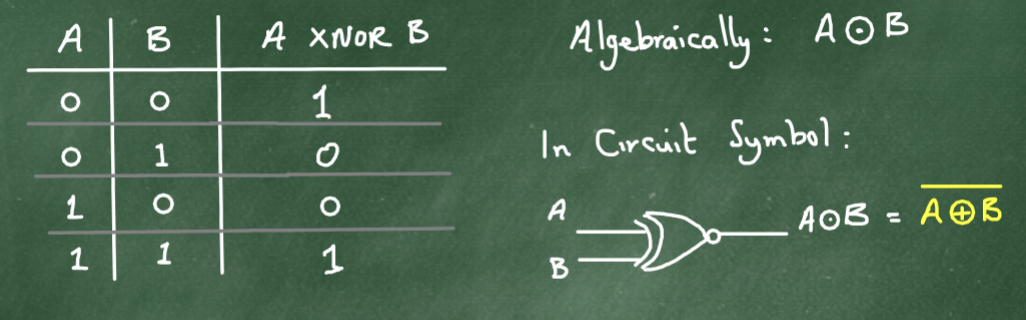 A B A XNOR B
0 0 1
0 1 0
1 0 0
1 1 1
Algebraically: A⊙B
In Circuit Symbol:
A
B
A⊙B = A̅ ̅⊕̅ ̅B̅